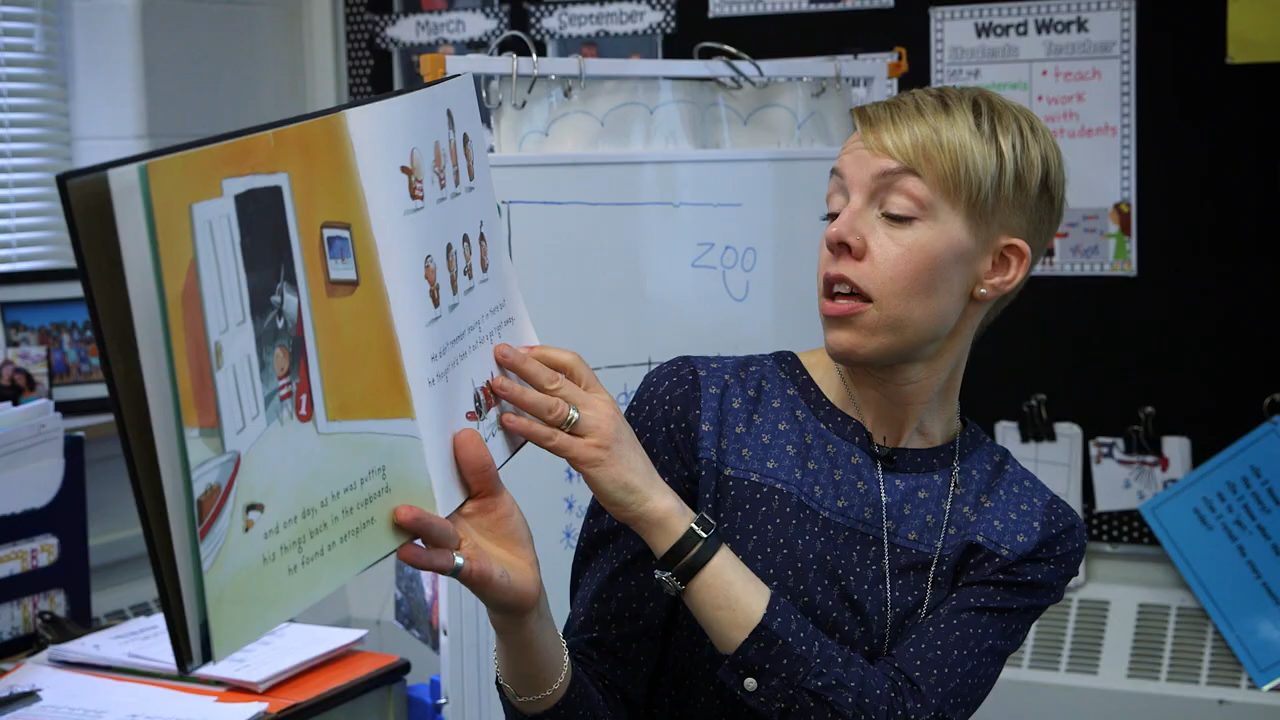 March
September
Word Work
Students Teacher
• teach
• work
with
students
zoo
He didn't remember leaving it in there but
he thought he'd take it out for a go right away.
1
and one day, as he was putting
his things back in the cupboard,
he found an aeroplane.